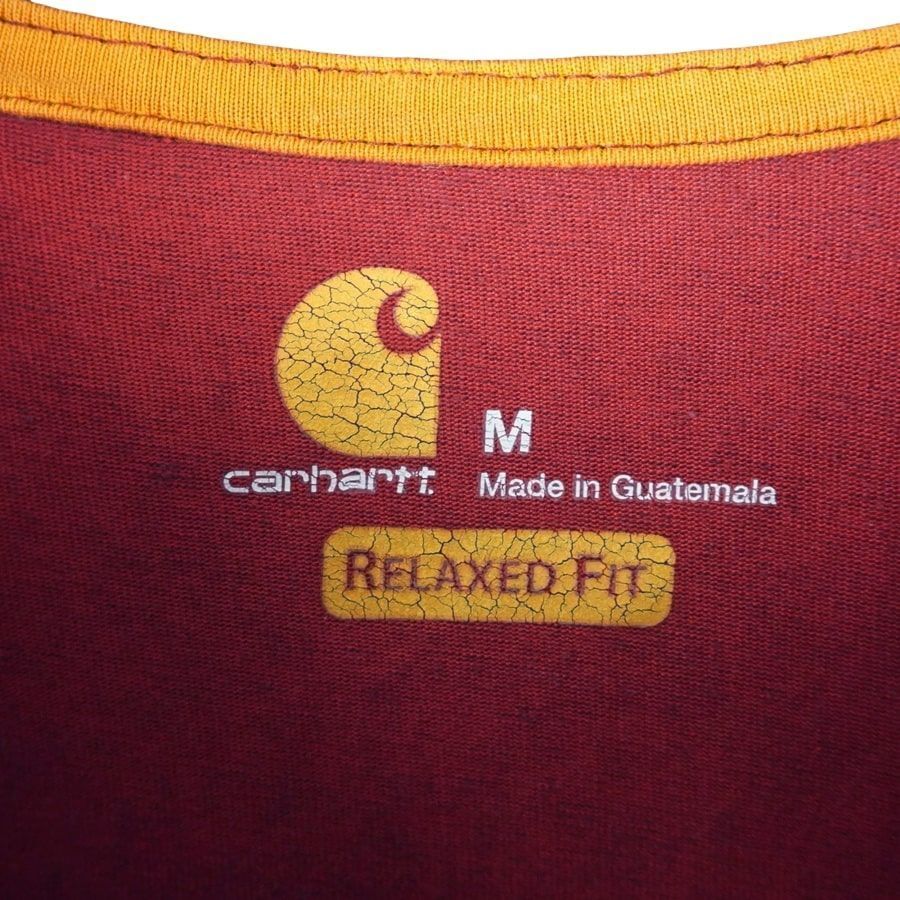 M
carhartt
Made in Guatemala
RELAXED FIT